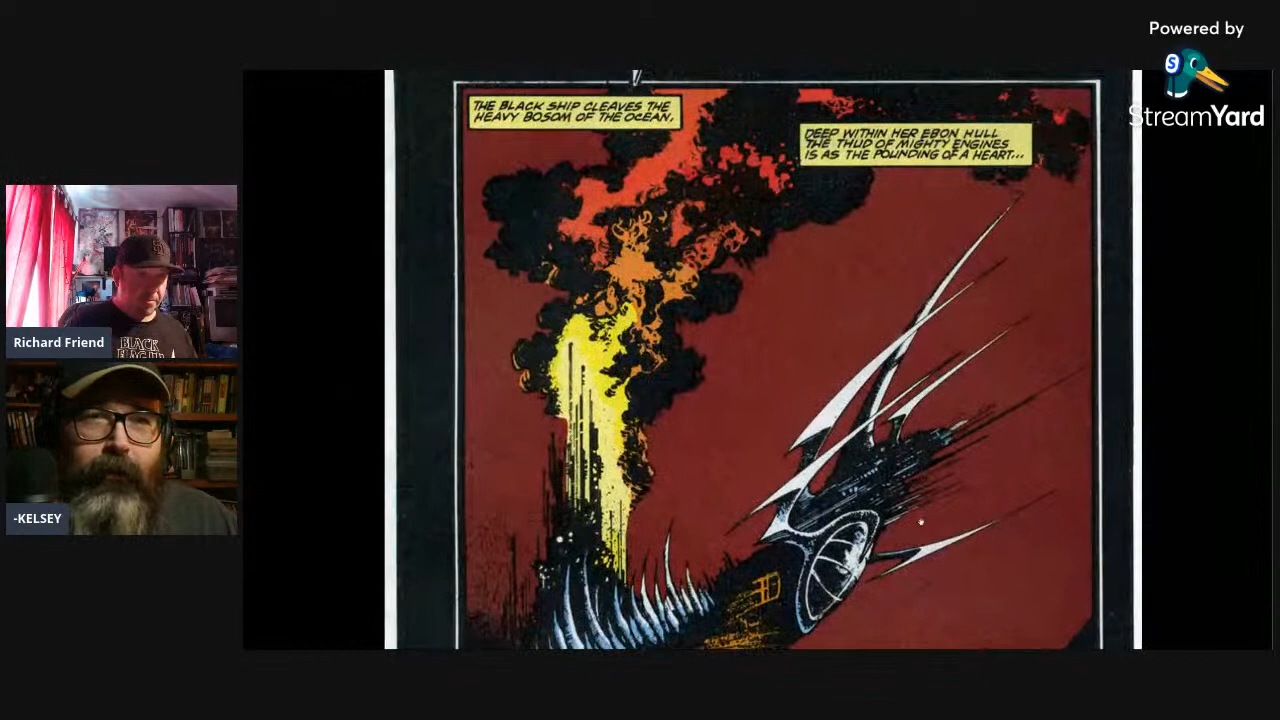 Powered by
S
StreamYard
THE BLACK SHIP CLEAVES THE
HEAVY BOSOM OF THE OCEAN.
DEEP WITHIN HER EBON HULL
THE THUD OF MIGHTY ENGINES
IS AS THE POUNDING OF A HEART...
Richard Friend
BLACK
-KELSEY